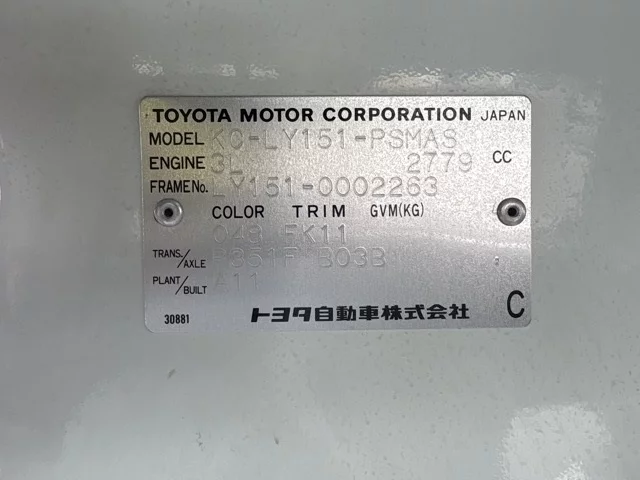 TOYOTA MOTOR CORPORATION JAPAN
MODEL KC-LY151-PSMAS
ENGINE 3L 2779 CC
FRAME No. LY151-0002263
COLOR TRIM GVM(KG)
FK11
TRANS./AXLE B03B
PLANT/BUILT A11
30881 トヨタ自動車株式会社 C